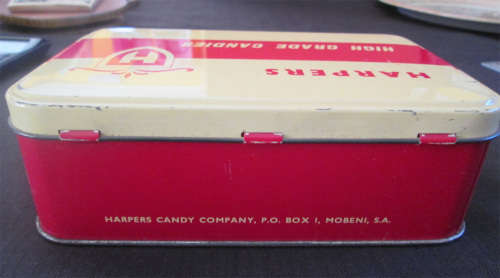 HARPERS
HIGH GRADE CANDIES
H
HARPERS CANDY COMPANY, P.O. BOX 1, MOBENI, S.A.